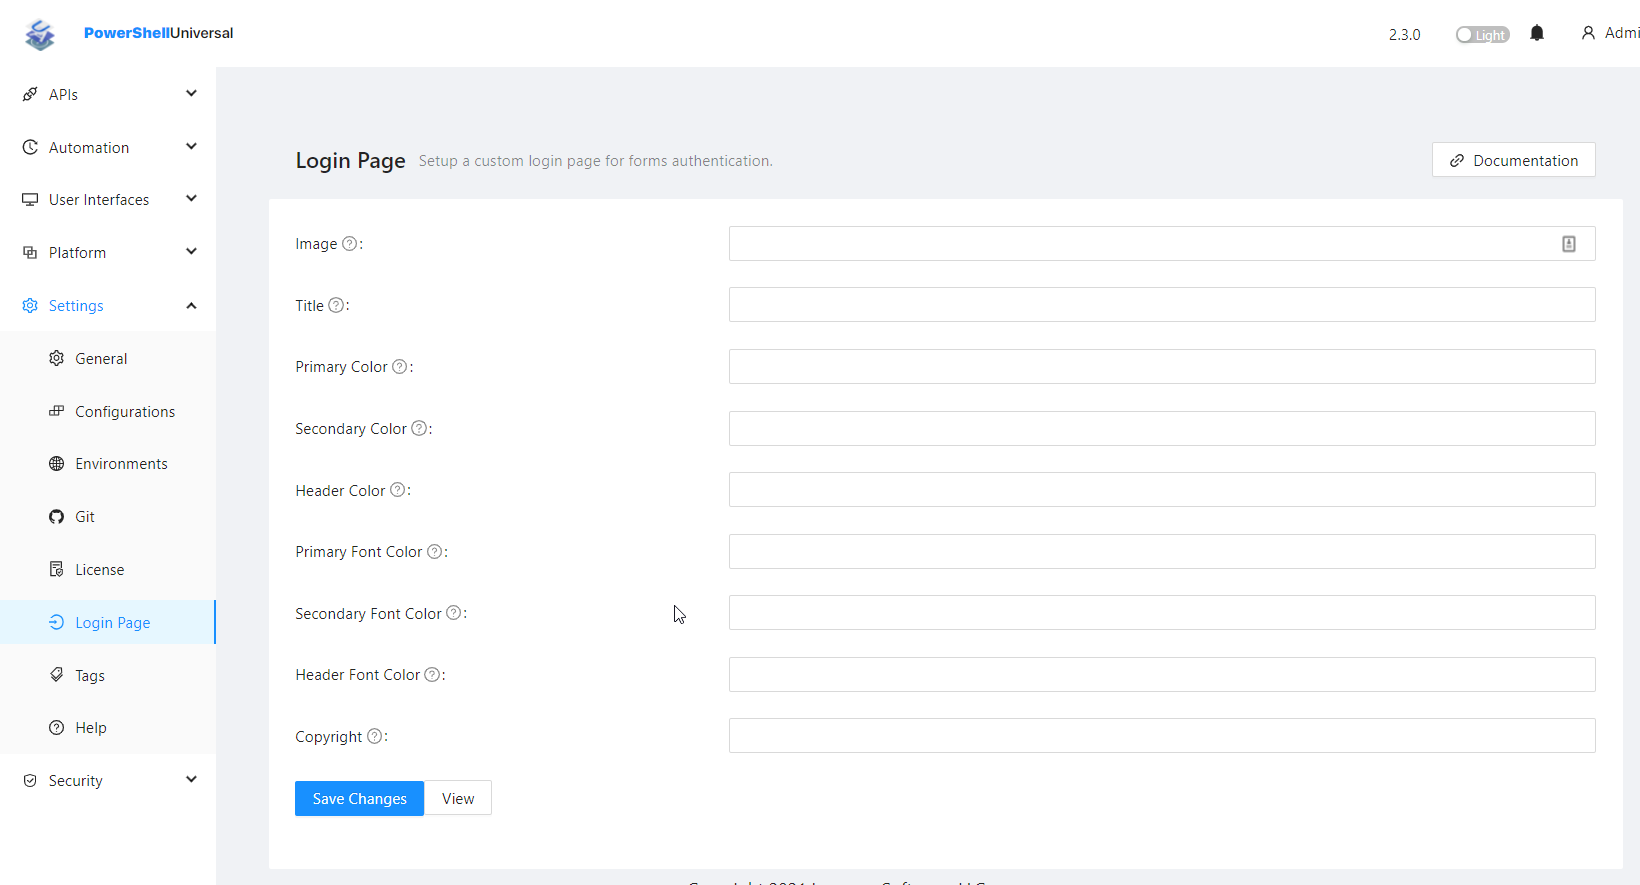 PowerShellUniversal
2.3.0
Light
Admi
APIs
Automation
User Interfaces
Platform
Settings
General
Configurations
Environments
Git
License
Login Page
Tags
Help
Security
Login Page Setup a custom login page for forms authentication.
Documentation
Image ? :
Title ? :
Primary Color ? :
Secondary Color ? :
Header Color ? :
Primary Font Color ? :
Secondary Font Color ? :
Header Font Color ? :
Copyright ? :
Save Changes
View